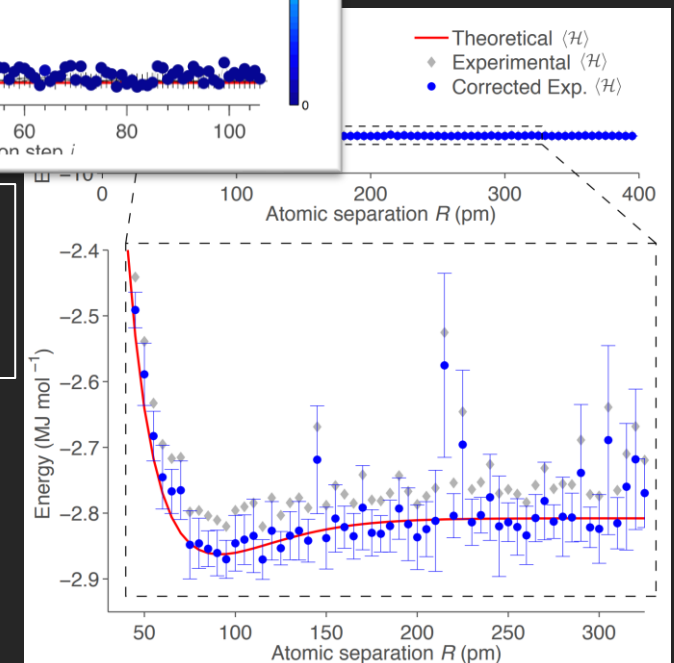 0
60 80 100
Theoretical ⟨ℋ⟩
Experimental ⟨ℋ⟩
Corrected Exp. ⟨ℋ⟩
−10
0 100 200 300 400
Atomic separation R (pm)
−2.4
−2.5
−2.6
−2.7
−2.8
−2.9
Energy (MJ mol⁻¹)
50 100 150 200 250 300
Atomic separation R (pm)